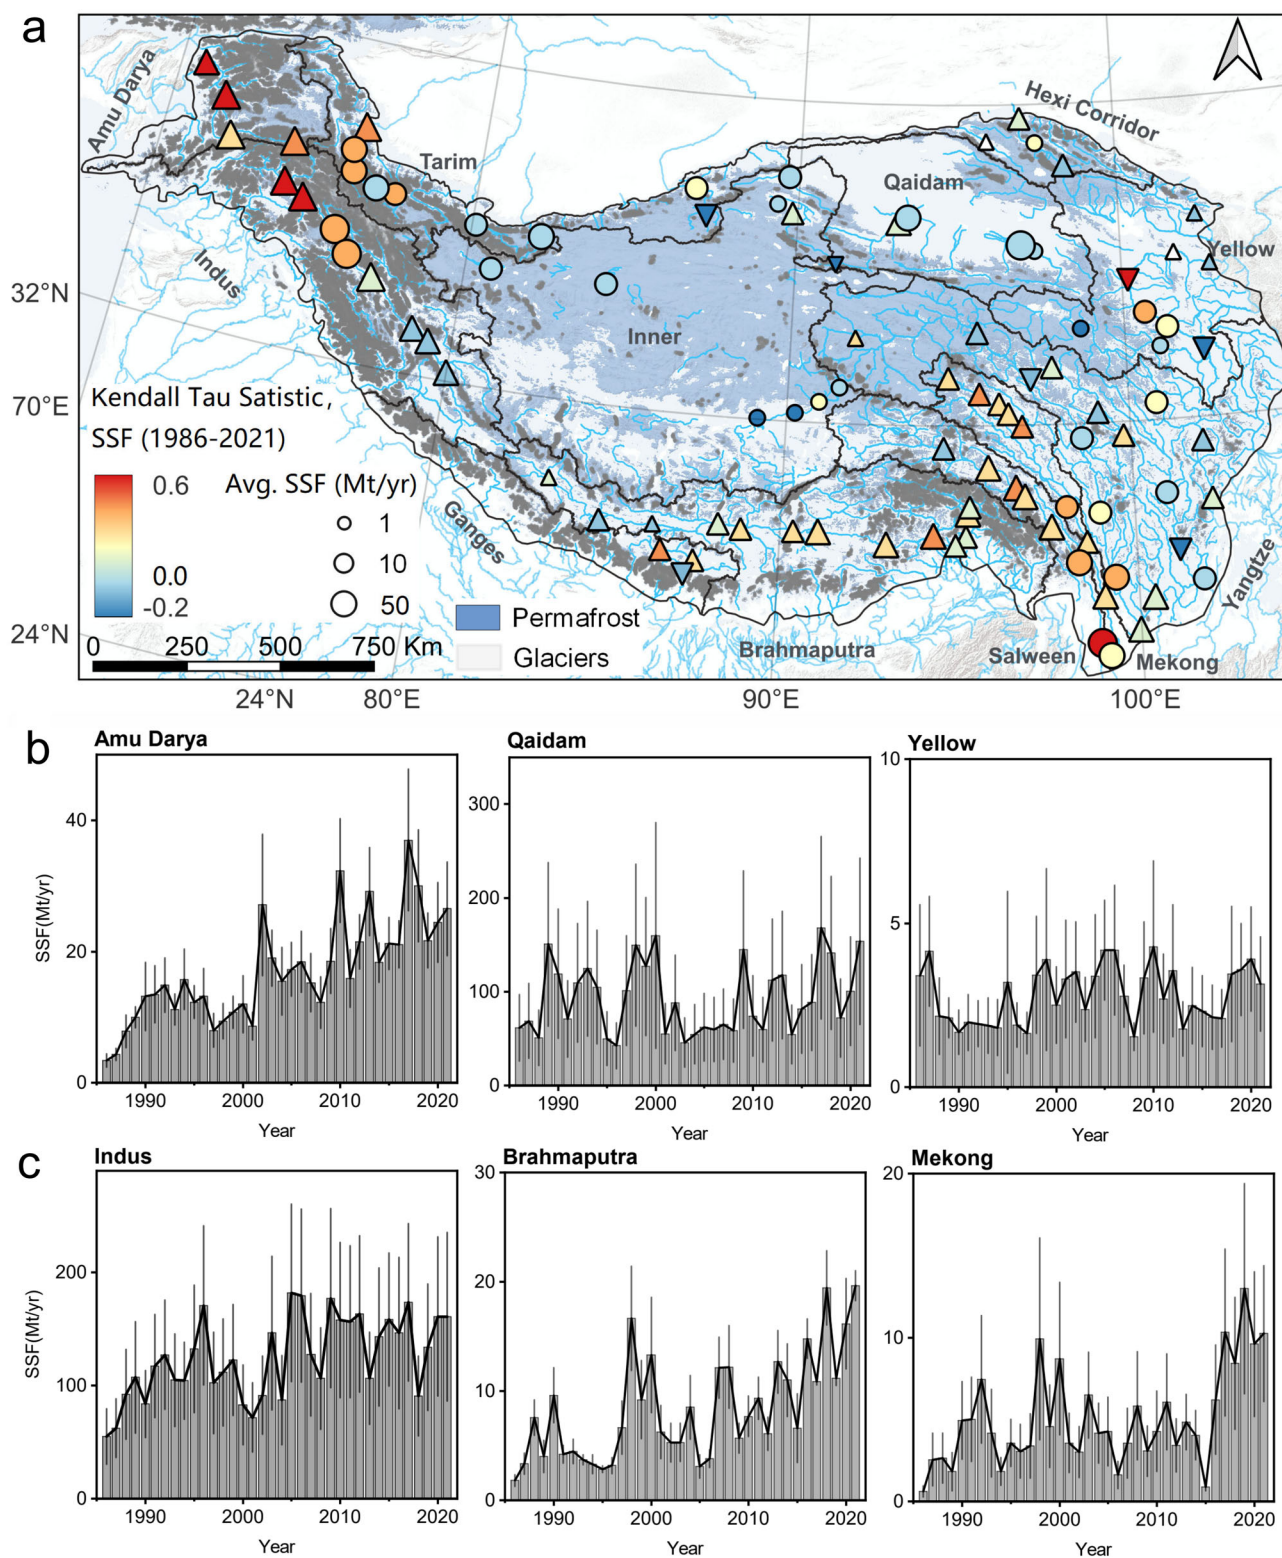 a
Amu Darya
Hexi Corridor
Tarim
Qaidam
Yellow
Indus
32°N
Inner
70°E
Kendall Tau Satistic,
SSF (1986-2021)
0.6
0.0
-0.2
Avg. SSF (Mt/yr)
1
10
50
Ganges
Yangtze
Permafrost
Glaciers
24°N
0 250 500 750 Km
Brahmaputra
Salween
Mekong
24°N 80°E 90°E 100°E
b
Amu Darya
40
20
0
SSF(Mt/yr)
1990 2000 2010 2020
Year
Qaidam
300
200
100
0
1990 2000 2010 2020
Year
Yellow
10
5
0
1990 2000 2010 2020
Year
c
Indus
200
100
0
SSF(Mt/yr)
1990 2000 2010 2020
Year
Brahmaputra
30
20
10
0
1990 2000 2010 2020
Year
Mekong
20
10
0
1990 2000 2010 2020
Year